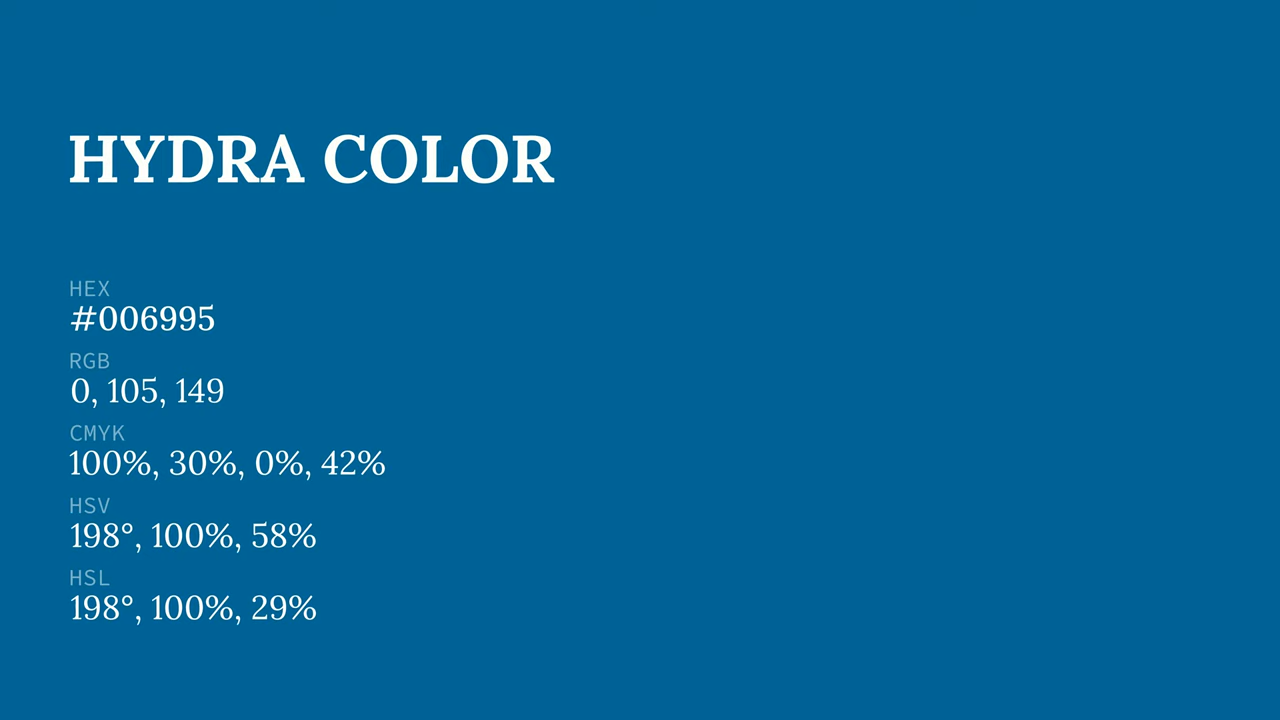 HYDRA COLOR
HEX
#006995
RGB
0, 105, 149
CMYK
100%, 30%, 0%, 42%
HSV
198°, 100%, 58%
HSL
198°, 100%, 29%